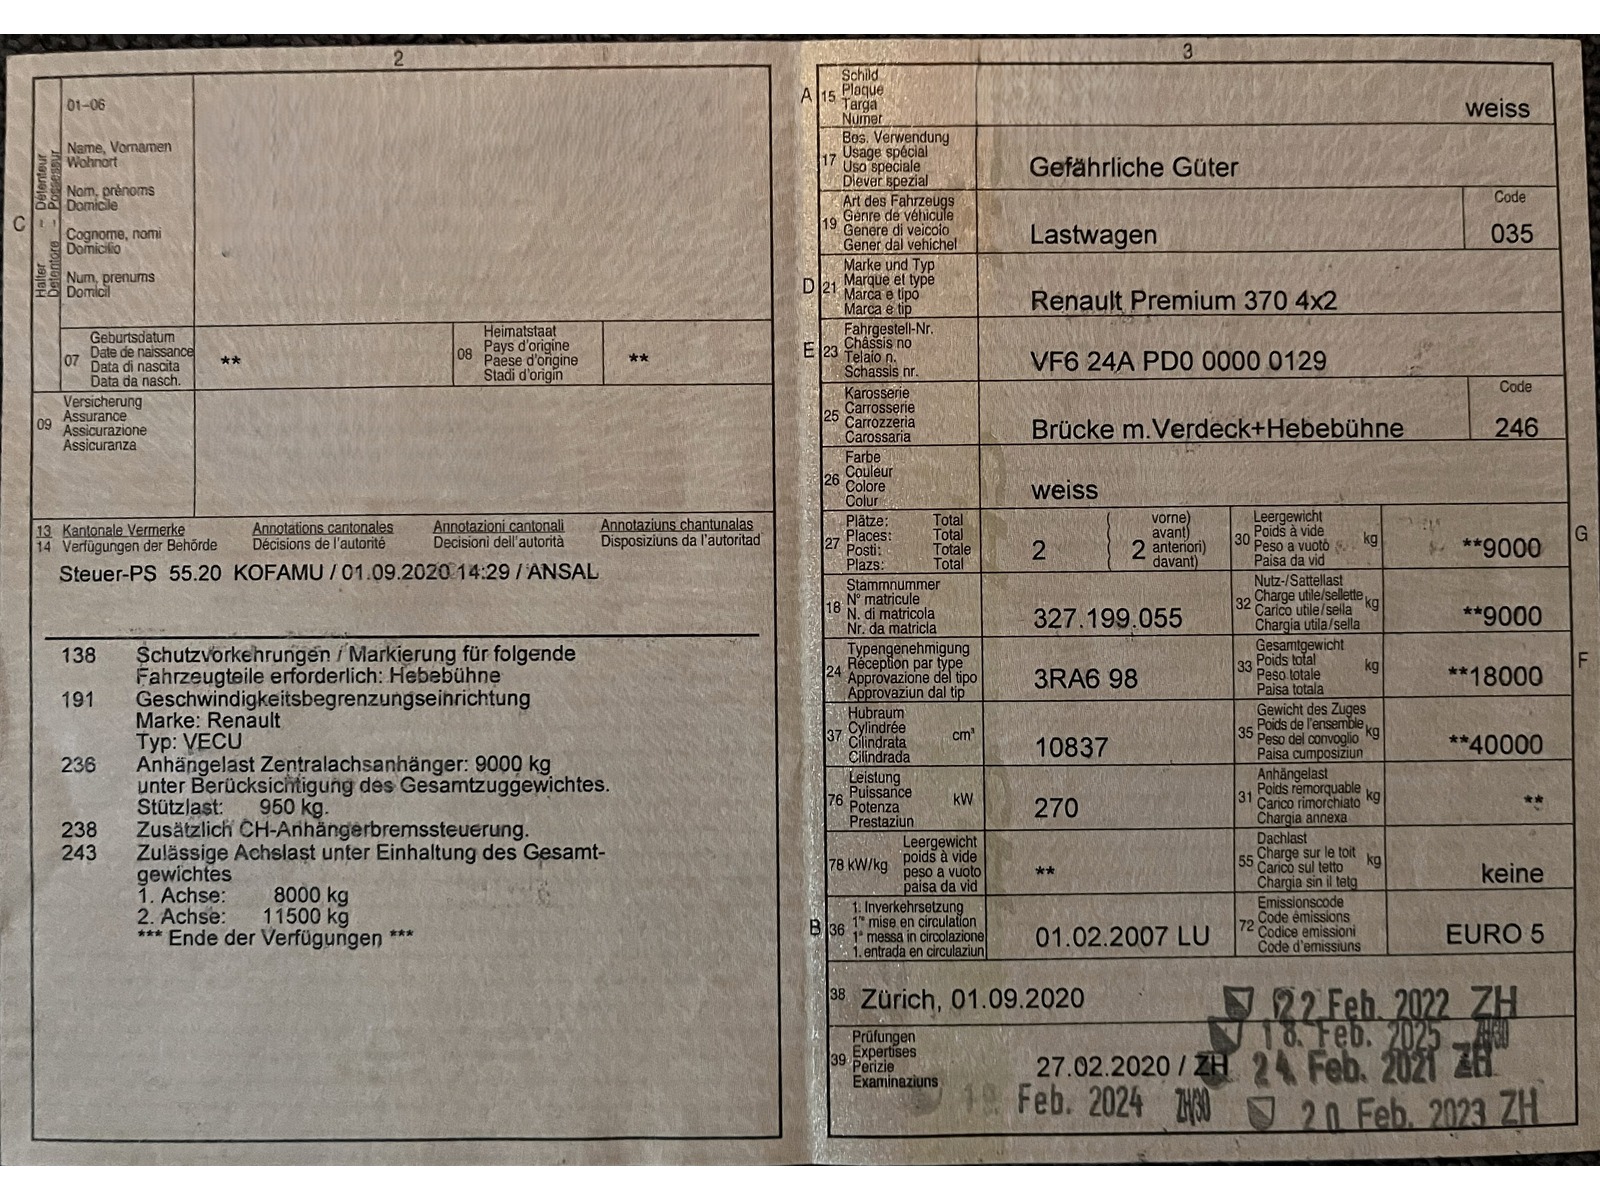 2
01-06
Name, Vornamen
Wohnort
Nom, prénoms
Domicile
Cognome, nomi
Domicilio
Num, prenums
Domicil
C
Halter – Détenteur
Detentore – Possessur
07
Geburtsdatum
Date de naissance
Data di nascita
Data da nasch.
**
08
Heimatstaat
Pays d'origine
Paese d'origine
Stadi d'origin
**
09
Versicherung
Assurance
Assicurazione
Assicuranza
13 Kantonale Vermerke Annotations cantonales Annotazioni cantonali Annotaziuns chantunalas
14 Verfügungen der Behörde Décisions de l'autorité Decisioni dell'autorità Disposiziuns da l'autoritad
Steuer-PS 55.20 KOFAMU / 01.09.2020 14:29 / ANSAL
138 Schutzvorkehrungen / Markierung für folgende
Fahrzeugteile erforderlich: Hebebühne
191 Geschwindigkeitsbegrenzungseinrichtung
Marke: Renault
Typ: VECU
236 Anhängelast Zentralachsanhänger: 9000 kg
unter Berücksichtigung des Gesamtzuggewichtes.
Stützlast: 950 kg.
238 Zusätzlich CH-Anhängerbremssteuerung.
243 Zulässige Achslast unter Einhaltung des Gesamt-
gewichtes
1. Achse: 8000 kg
2. Achse: 11500 kg
*** Ende der Verfügungen ***
3
A 15
Schild
Plaque
Targa
Numer
weiss
17
Bes. Verwendung
Usage spécial
Uso speciale
Diever spezial
Gefährliche Güter
19
Art des Fahrzeugs
Genre de véhicule
Genere di veicolo
Gener dal vehichel
Lastwagen
Code
035
D 21
Marke und Typ
Marque et type
Marca e tipo
Marca e tip
Renault Premium 370 4x2
E 23
Fahrgestell-Nr.
Châssis no
Telaio n.
Schassis nr.
VF6 24A PD0 0000 0129
25
Karosserie
Carrosserie
Carrozzeria
Carossaria
Brücke m.Verdeck+Hebebühne
Code
246
26
Farbe
Couleur
Colore
Colur
weiss
27
Plätze: Total
Places: Total
Posti: Totale
Plazs: Total
2
2
vorne)
avant)
anteriori)
davant)
30
Leergewicht
Poids à vide
Peso a vuoto
Paisa da vid
kg
**9000
G
18
Stammnummer
N° matricule
N. di matricola
Nr. da matricla
327.199.055
32
Nutz-/Sattellast
Charge utile/sellette
Carico utile/sella
Chargia utila/sella
kg
**9000
24
Typengenehmigung
Réception par type
Approvazione del tipo
Approvaziun dal tip
3RA6 98
33
Gesamtgewicht
Poids total
Peso totale
Paisa totala
kg
**18000
F
37
Hubraum
Cylindrée
Cilindrata
Cilindrada
cm³
10837
35
Gewicht des Zuges
Poids de l'ensemble
Peso del convoglio
Paisa cumposiziun
kg
**40000
76
Leistung
Puissance
Potenza
Prestaziun
kW
270
31
Anhängelast
Poids remorquable
Carico rimorchiato
Chargia annexa
kg
**
78 kW/kg
Leergewicht
poids à vide
peso a vuoto
paisa da vid
**
55
Dachlast
Charge sur le toit
Carico sul tetto
Chargia sin il tetg
kg
keine
B 36
1. Inverkehrsetzung
1re mise en circulation
1a messa in circolazione
1. entrada en circulaziun
01.02.2007 LU
72
Emissionscode
Code émissions
Codice emissioni
Code d'emissiuns
EURO 5
38 Zürich, 01.09.2020
22 Feb. 2022 ZH
18. Feb. 2025 ZH/30
39
Prüfungen
Expertises
Perizie
Examinaziuns
27.02.2020 / ZH
24. Feb. 2021 ZH
Feb. 2024 ZH/30
20 Feb. 2023 ZH